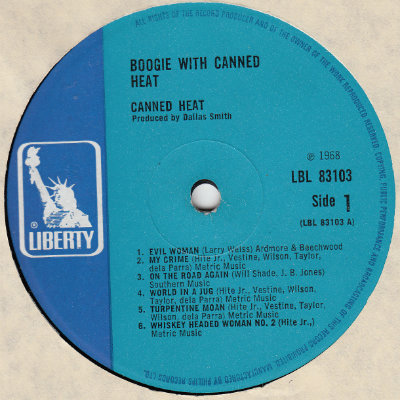 ALL RIGHTS OF THE RECORD PRODUCER AND OF THE OWNER OF THE WORK REPRODUCED RESERVED. COPYING, PUBLIC PERFORMANCE AND BROADCASTING OF THIS RECORD PROHIBITED.
BOOGIE WITH CANNED
HEAT
CANNED HEAT
Produced by Dallas Smith
℗ 1968
LBL 83103
Side 1
(LBL 83103 A)
® LIBERTY
1. EVIL WOMAN (Larry Weiss) Ardmore & Beechwood
2. MY CRIME (Hite Jr., Vestine, Wilson, Taylor,
dela Parra) Metric Music
3. ON THE ROAD AGAIN (Will Shade, J. B. Jones)
Southern Music
4. WORLD IN A JUG (Hite Jr., Vestine, Wilson,
Taylor, dela Parra) Metric Music
5. TURPENTINE MOAN (Hite Jr., Vestine, Taylor,
Wilson, dela Parra) Metric Music
6. WHISKEY HEADED WOMAN NO. 2 (Hite Jr.,)
Metric Music
MANUFACTURED BY PHILIPS RECORDS LTD.